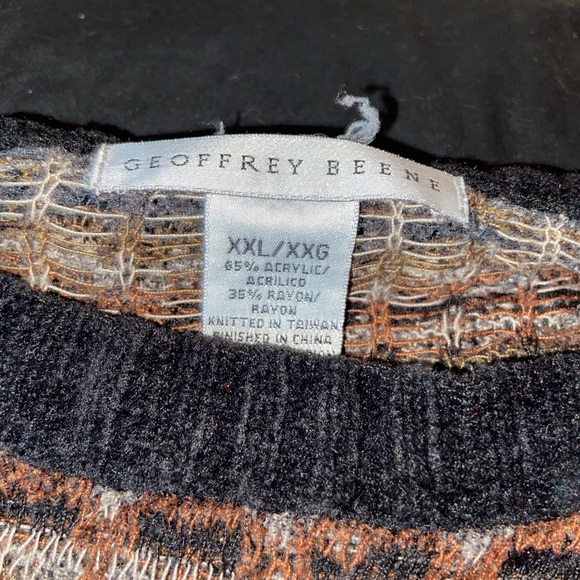 GEOFFREY BEENE
XXL/XXG
65% ACRYLIC/
ACRILICO
35% RAYON/
RAYON
KNITTED IN TAIWAN
FINISHED IN CHINA